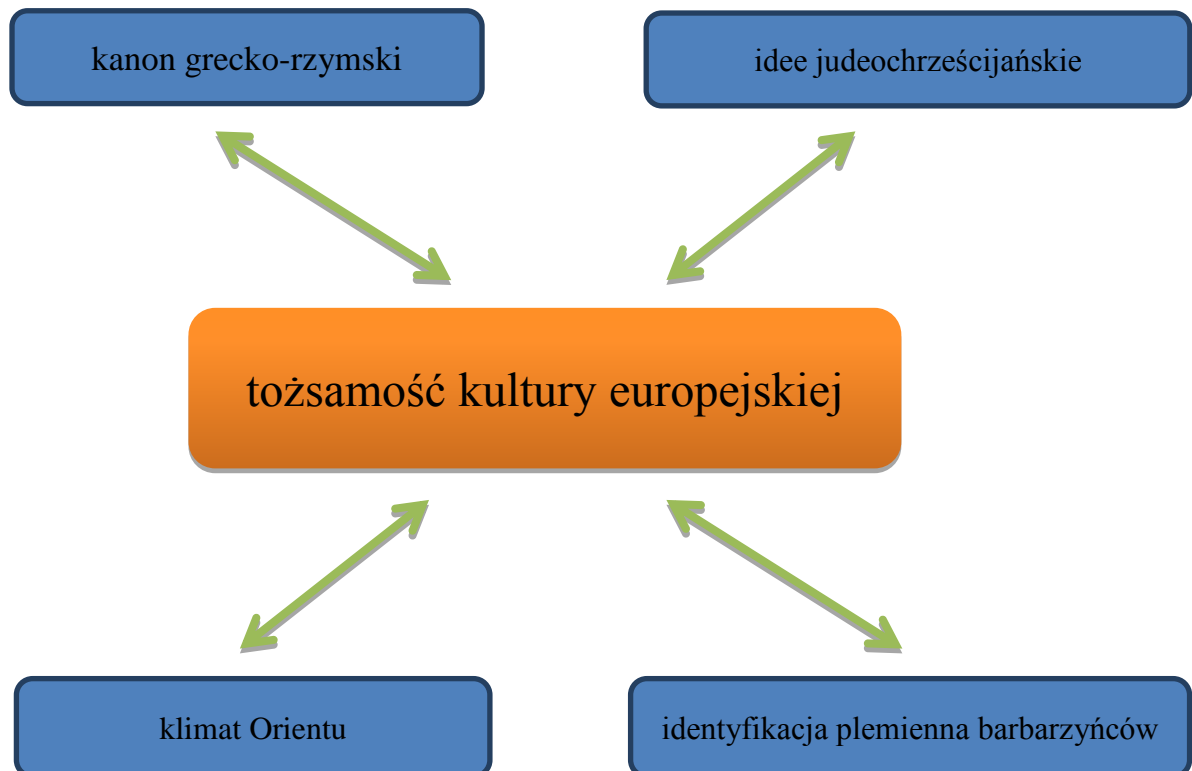 kanon grecko-rzymski
idee judeochrześcijańskie
tożsamość kultury europejskiej
klimat Orientu
identyfikacja plemienna barbarzyńców